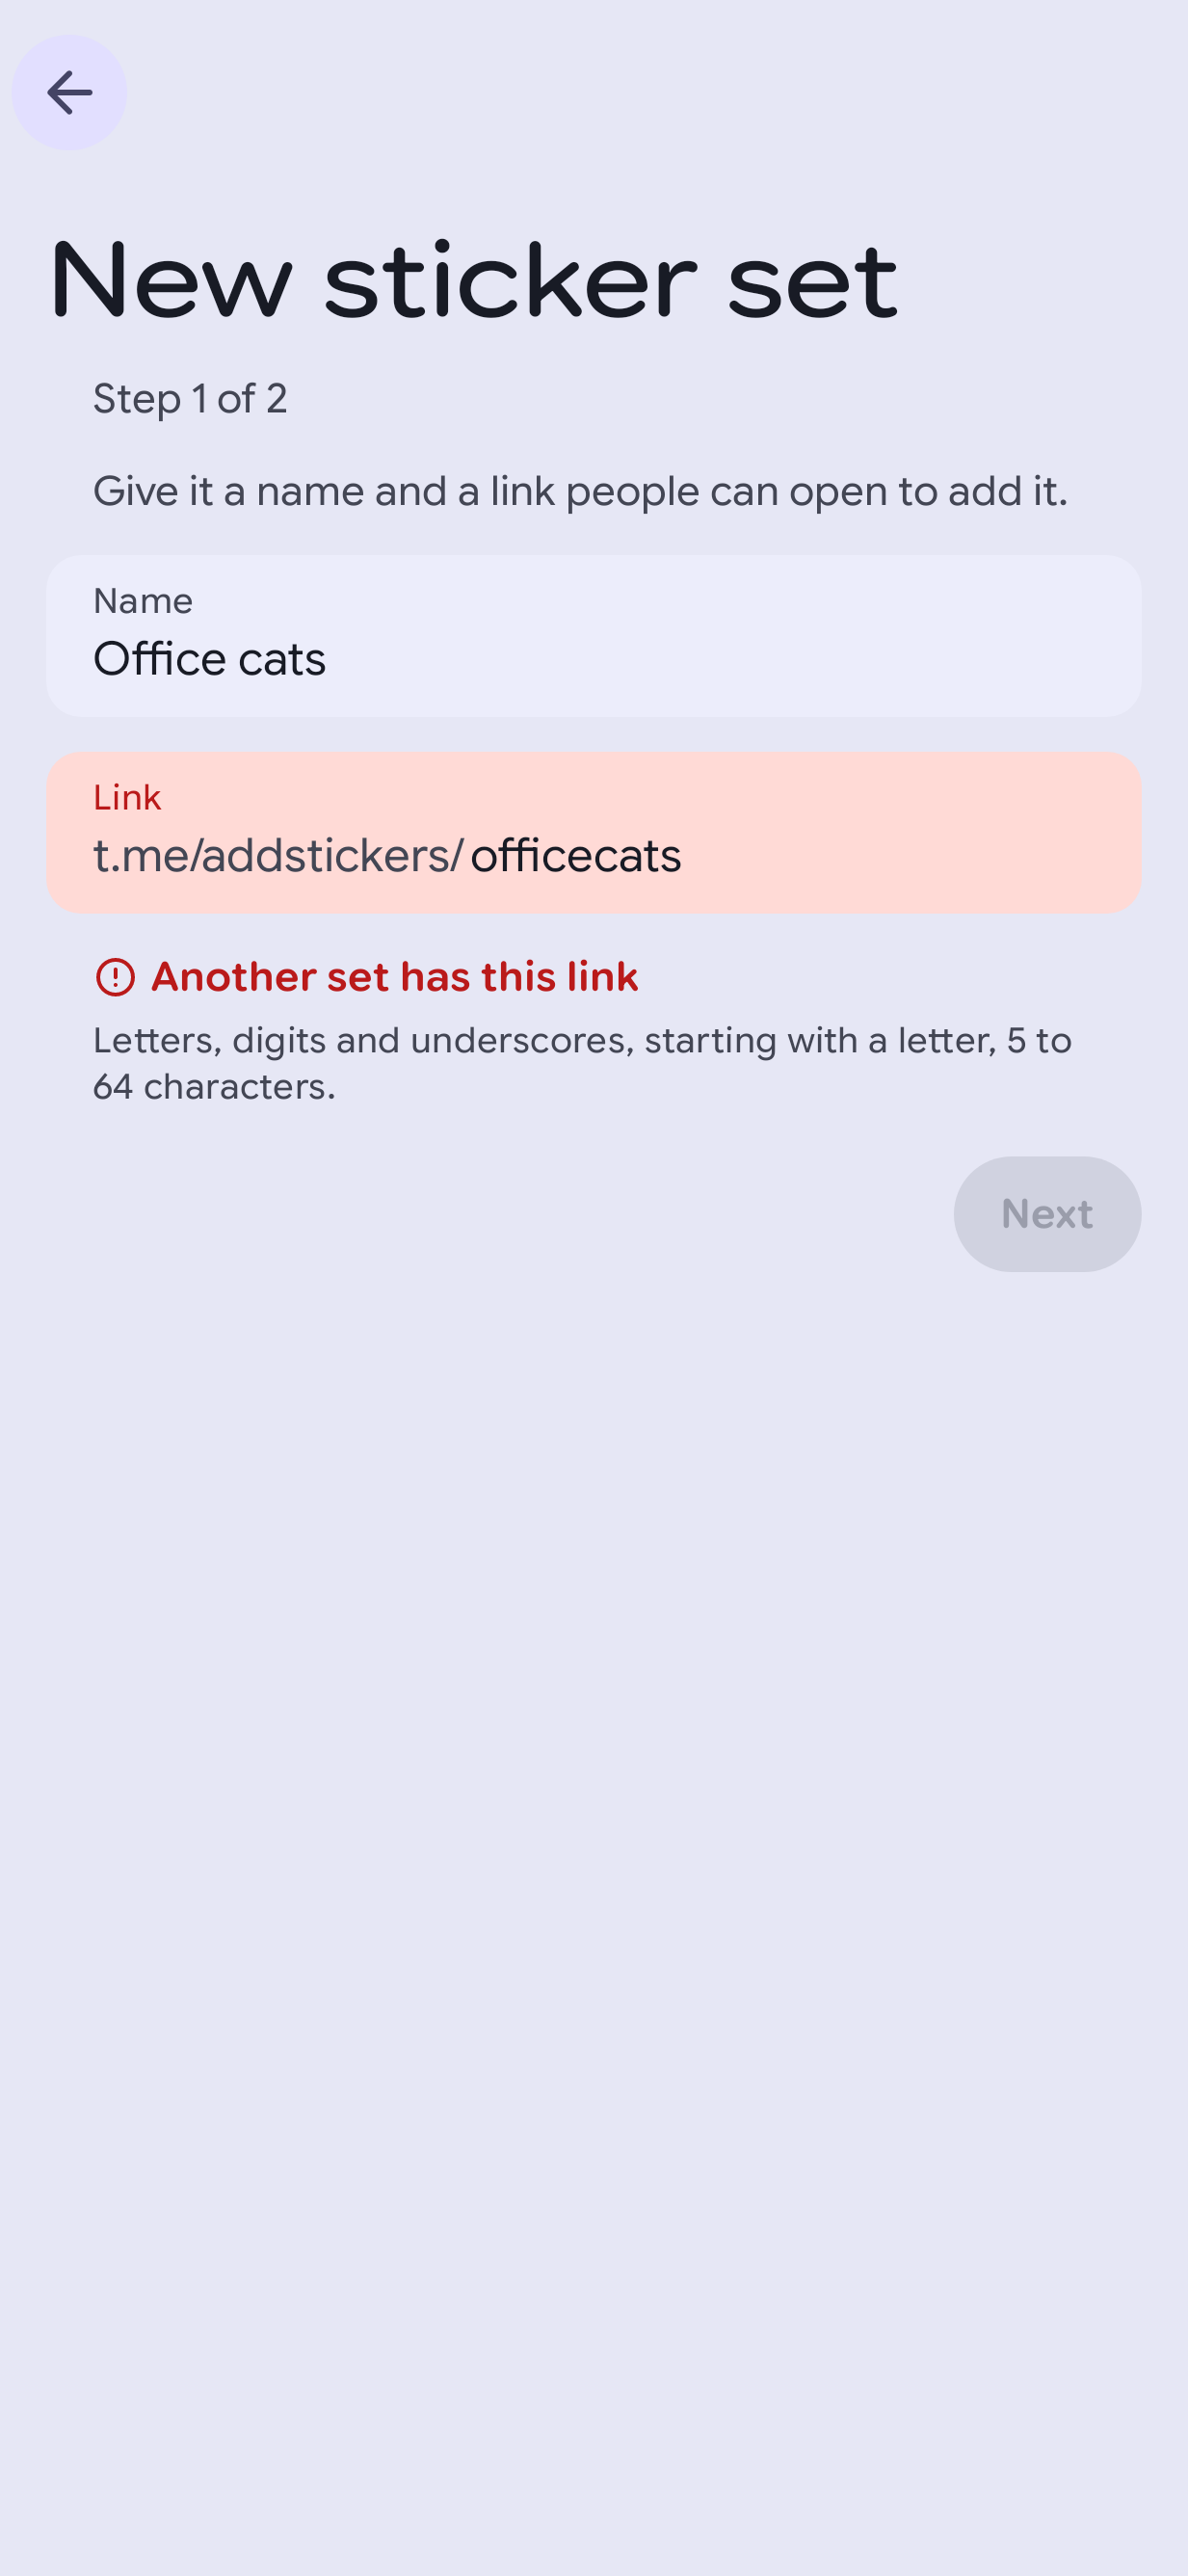 New sticker set
Step 1 of 2
Give it a name and a link people can open to add it.
Name
Office cats
Link
t.me/addstickers/officecats
Another set has this link
Letters, digits and underscores, starting with a letter, 5 to
64 characters.
Next